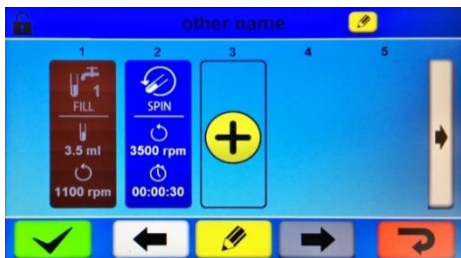 other name
1 2 3 4 5
1
FILL
3.5 ml
1100 rpm
SPIN
3500 rpm
00:00:30